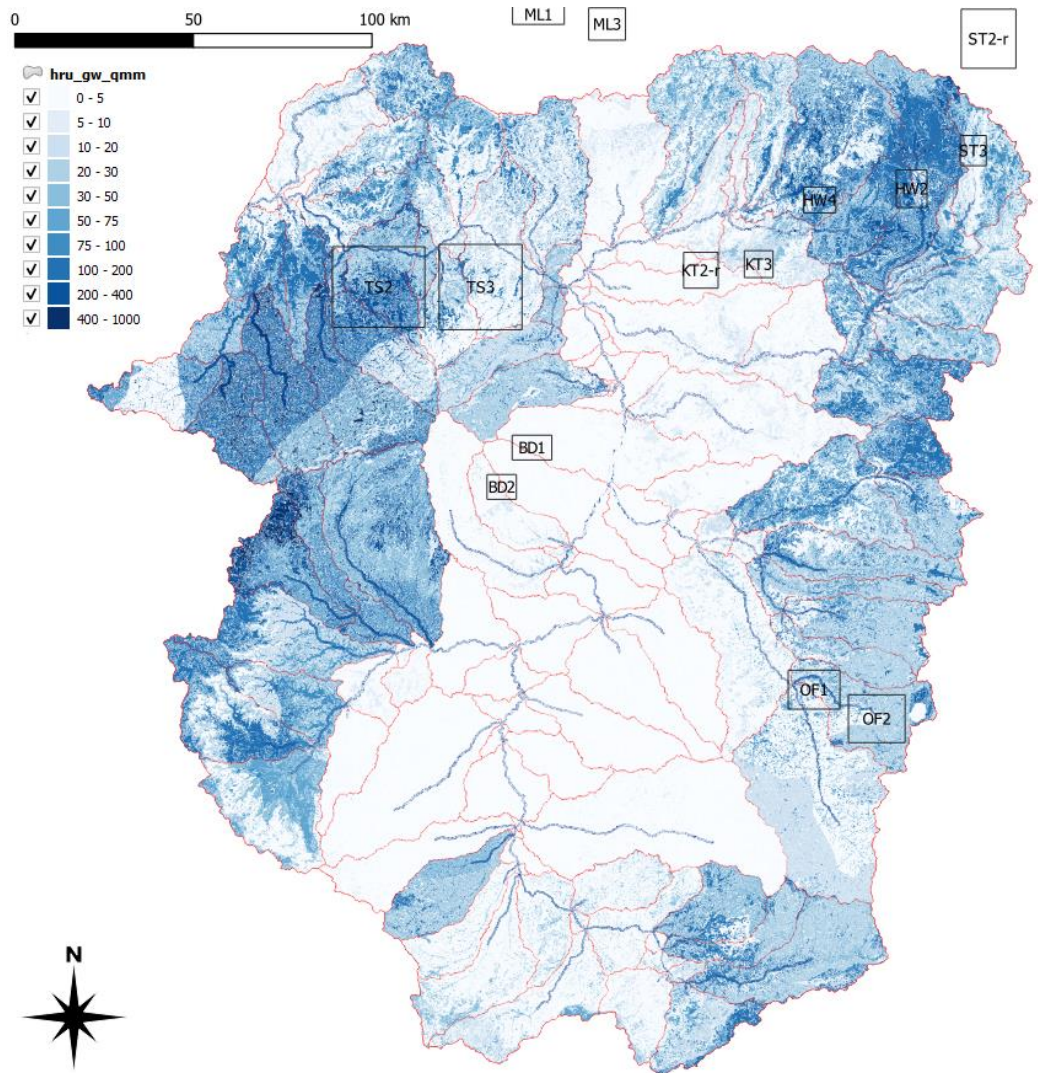 0 50 100 km
ML1
ML3
ST2-r
hru_gw_qmm
0 - 5
5 - 10
10 - 20
20 - 30
30 - 50
50 - 75
75 - 100
100 - 200
200 - 400
400 - 1000
ST3
HW2
HW4
KT2-r
KT3
TS2
TS3
BD1
BD2
OF1
OF2
N